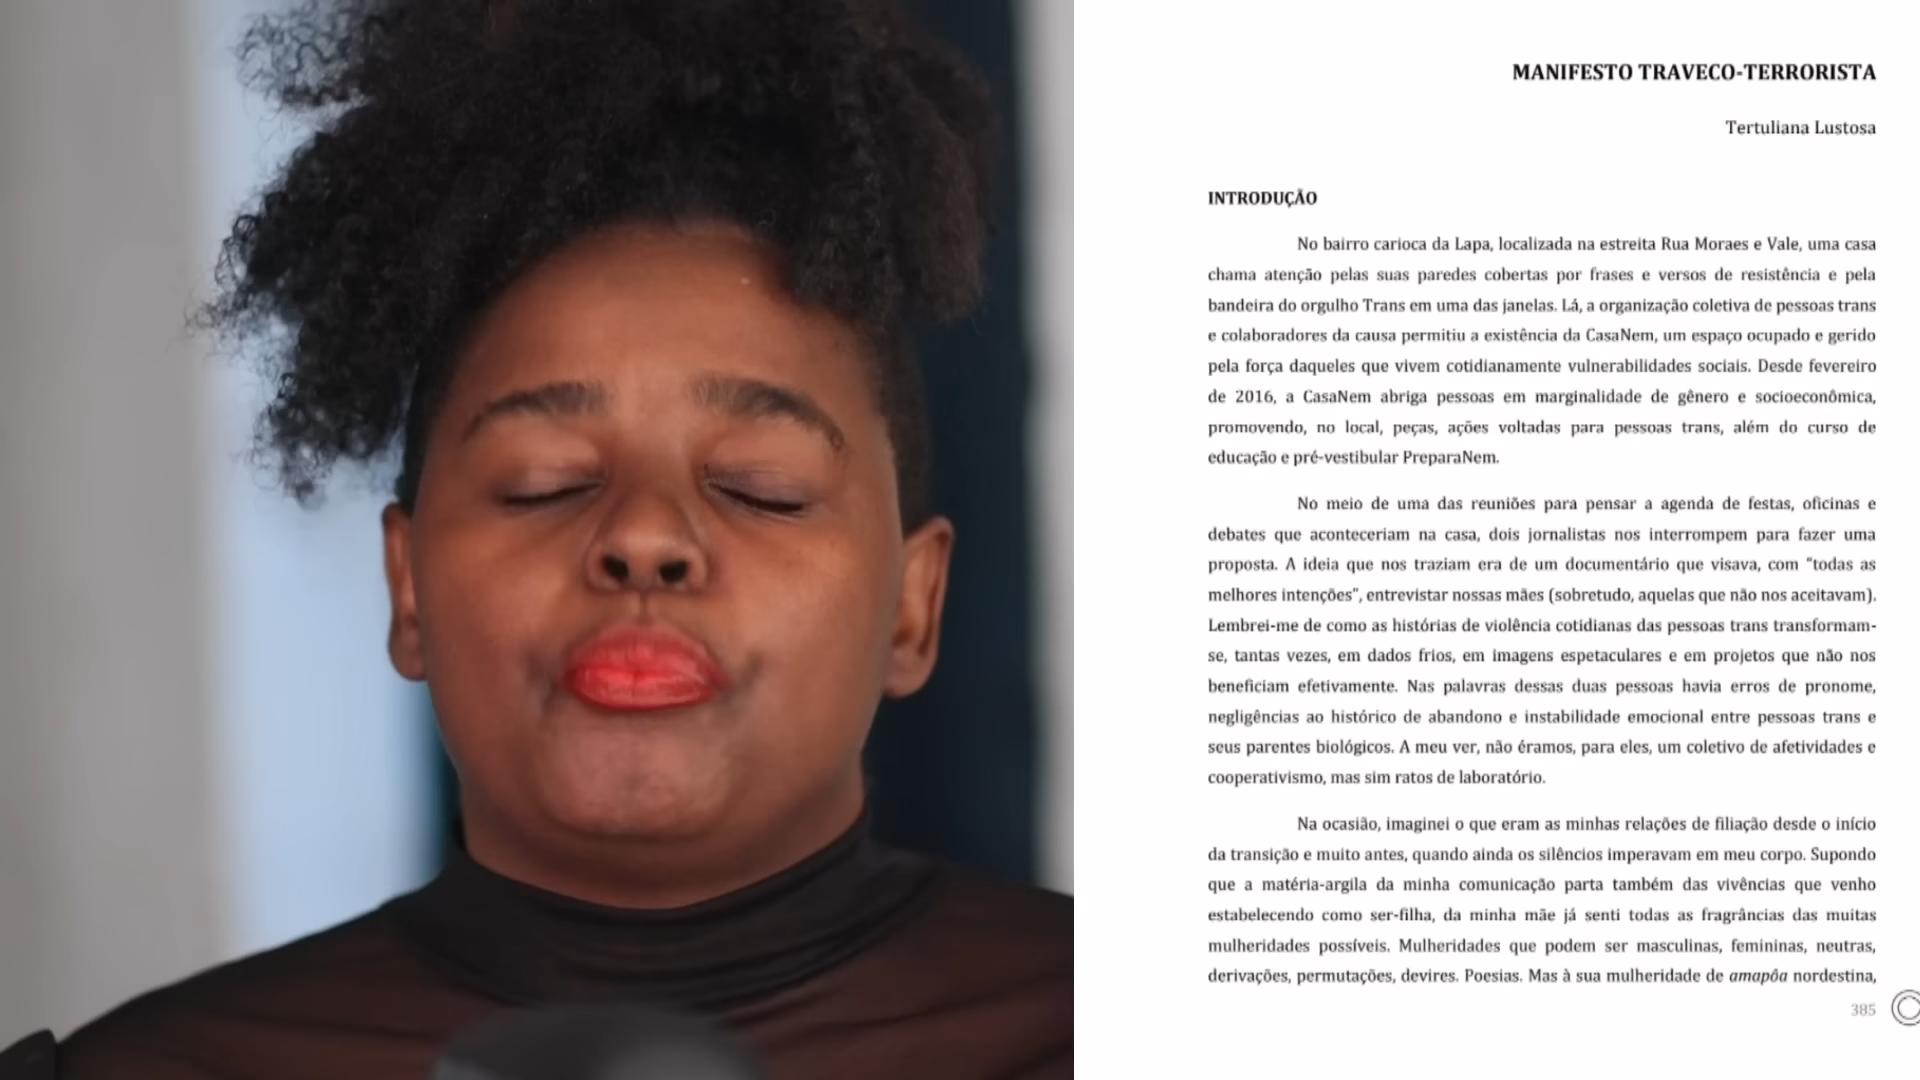 MANIFESTO TRAVECO-TERRORISTA
Tertuliana Lustosa
INTRODUÇÃO
No bairro carioca da Lapa, localizada na estreita Rua Moraes e Vale, uma casa
chama atenção pelas suas paredes cobertas por frases e versos de resistência e pela
bandeira do orgulho Trans em uma das janelas. Lá, a organização coletiva de pessoas trans
e colaboradores da causa permitiu a existência da CasaNem, um espaço ocupado e gerido
pela força daqueles que vivem cotidianamente vulnerabilidades sociais. Desde fevereiro
de 2016, a CasaNem abriga pessoas em marginalidade de gênero e socioeconômica,
promovendo, no local, peças, ações voltadas para pessoas trans, além do curso de
educação e pré-vestibular PreparaNem.
No meio de uma das reuniões para pensar a agenda de festas, oficinas e
debates que aconteceriam na casa, dois jornalistas nos interrompem para fazer uma
proposta. A ideia que nos traziam era de um documentário que visava, com “todas as
melhores intenções”, entrevistar nossas mães (sobretudo, aquelas que não nos aceitavam).
Lembrei-me de como as histórias de violência cotidianas das pessoas trans transformam-
se, tantas vezes, em dados frios, em imagens espetaculares e em projetos que não nos
beneficiam efetivamente. Nas palavras dessas duas pessoas havia erros de pronome,
negligências ao histórico de abandono e instabilidade emocional entre pessoas trans e
seus parentes biológicos. A meu ver, não éramos, para eles, um coletivo de afetividades e
cooperativismo, mas sim ratos de laboratório.
Na ocasião, imaginei o que eram as minhas relações de filiação desde o início
da transição e muito antes, quando ainda os silêncios imperavam em meu corpo. Supondo
que a matéria-argila da minha comunicação parta também das vivências que venho
estabelecendo como ser-filha, da minha mãe já senti todas as fragrâncias das muitas
mulheridades possíveis. Mulheridades que podem ser masculinas, femininas, neutras,
derivações, permutações, devires. Poesias. Mas à sua mulheridade de amapôa nordestina,
385